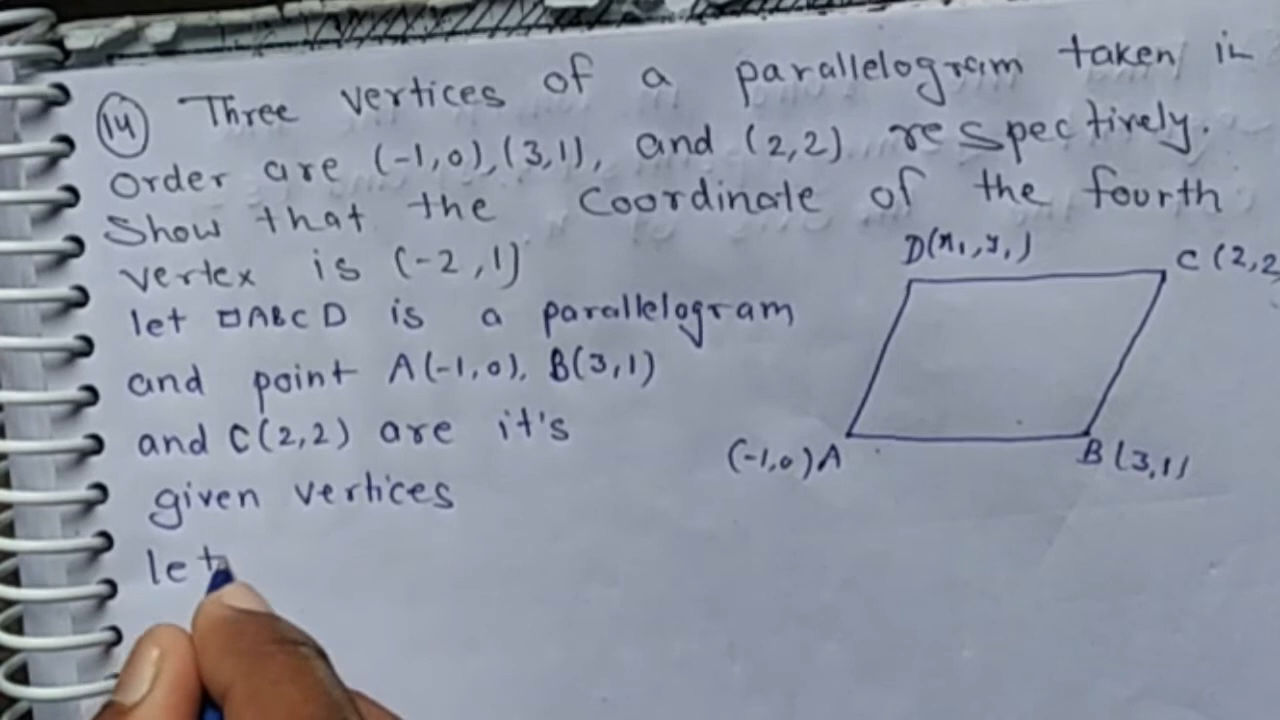 (14) Three vertices of a parallelogram taken in
Order are (-1,0),(3,1), and (2,2) respectively.
Show that the Coordinate of the fourth
vertex is (-2,1)
let □ABCD is a parallelogram
and point A(-1,0), B(3,1)
and C(2,2) are it's
given vertices
let
D(x₁,y₁)
C(2,2
(-1,0)A
B(3,1)